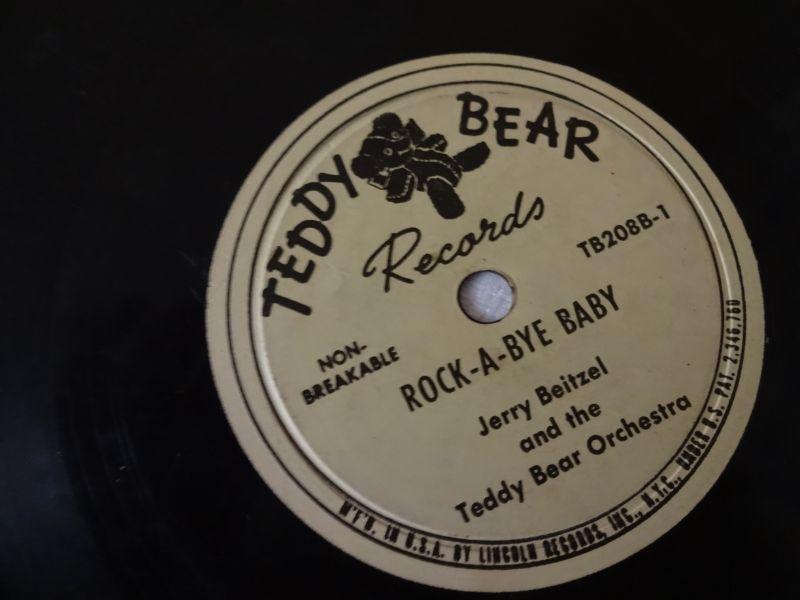 TEDDY BEAR
Records
TB208B-1
NON-
BREAKABLE
ROCK-A-BYE BABY
Jerry Beitzel
and the
Teddy Bear Orchestra
M'F'D. IN U.S.A. BY LINCOLN RECORDS, INC., N.Y.C., UNDER U.S. PAT. 2,346,760